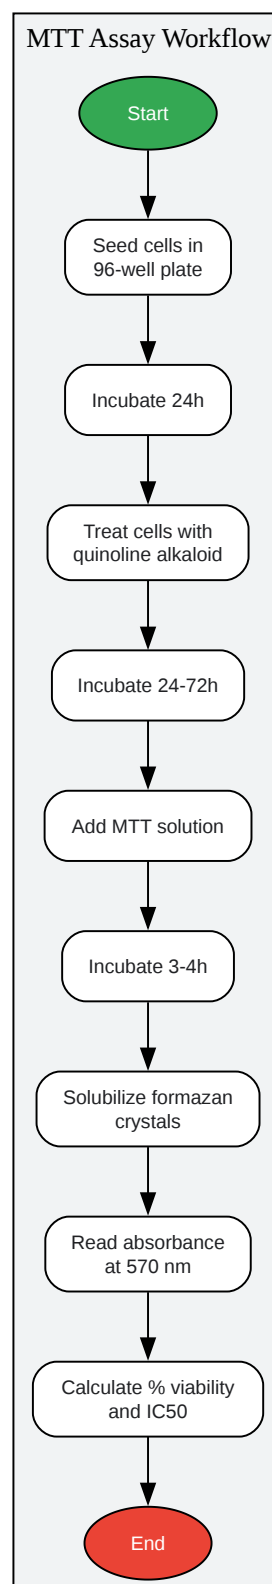 MTT Assay Workflow
Start
Seed cells in
96-well plate
Incubate 24h
Treat cells with
quinoline alkaloid
Incubate 24-72h
Add MTT solution
Incubate 3-4h
Solubilize formazan
crystals
Read absorbance
at 570 nm
Calculate % viability
and IC50
End